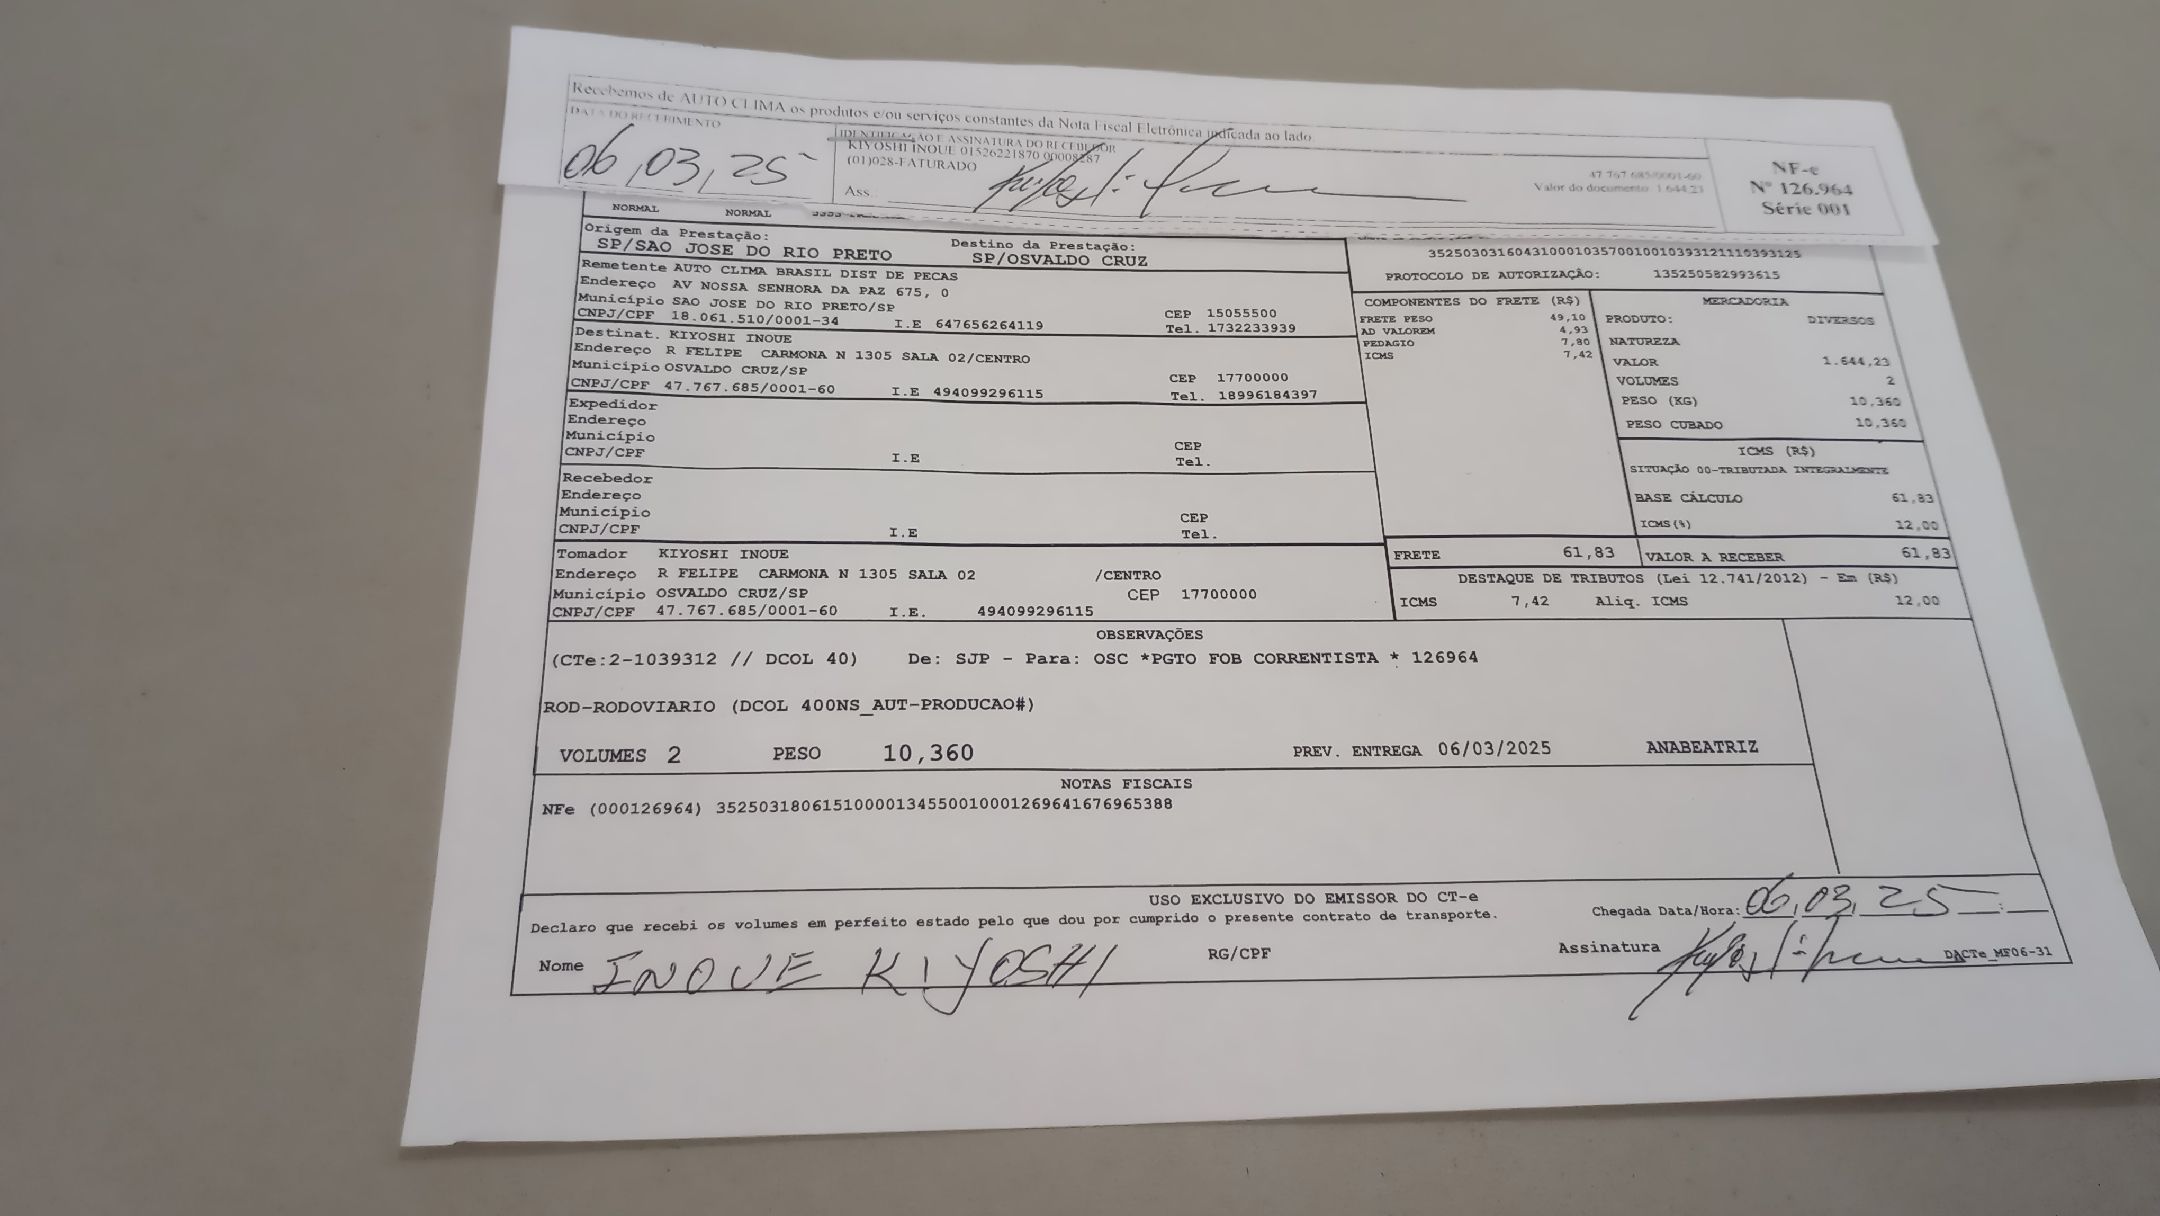 Recebemos de AUTO CLIMA os produtos e/ou serviços constantes da Nota Fiscal Eletrônica indicada ao lado
DATA DO RECEBIMENTO
06,03,25
IDENTIFICAÇÃO E ASSINATURA DO RECEBEDOR
KIYOSHI INOUE 01526221870 00008287
(01)028-FATURADO
Ass.
47.767.685/0001-60
Valor do documento: 1.644,23
NF-e
Nº 126.964
Série 001
NORMAL NORMAL
Origem da Prestação:
SP/SAO JOSE DO RIO PRETO
Destino da Prestação:
SP/OSVALDO CRUZ
Remetente AUTO CLIMA BRASIL DIST DE PECAS
Endereço AV NOSSA SENHORA DA PAZ 675, 0
Município SAO JOSE DO RIO PRETO/SP
CEP 15055500
CNPJ/CPF 18.061.510/0001-34 I.E 647656264119 Tel. 1732233939
Destinat. KIYOSHI INOUE
Endereço R FELIPE CARMONA N 1305 SALA 02/CENTRO
Município OSVALDO CRUZ/SP CEP 17700000
CNPJ/CPF 47.767.685/0001-60 I.E 494099296115 Tel. 18996184397
Expedidor
Endereço
Município CEP
CNPJ/CPF I.E Tel.
Recebedor
Endereço
Município CEP
CNPJ/CPF I.E Tel.
Tomador KIYOSHI INOUE
Endereço R FELIPE CARMONA N 1305 SALA 02 /CENTRO
Município OSVALDO CRUZ/SP CEP 17700000
CNPJ/CPF 47.767.685/0001-60 I.E. 494099296115
35250303160431000103570010010393121110393125
PROTOCOLO DE AUTORIZAÇÃO: 135250582993615
COMPONENTES DO FRETE (R$)
FRETE PESO 49,10
AD VALOREM 4,93
PEDAGIO 7,80
ICMS 7,42
MERCADORIA
PRODUTO: DIVERSOS
NATUREZA
VALOR 1.644,23
VOLUMES 2
PESO (KG) 10,360
PESO CUBADO 10,360
ICMS (R$)
SITUAÇÃO 00-TRIBUTADA INTEGRALMENTE
BASE CÁLCULO 61,83
ICMS(%) 12,00
FRETE 61,83 VALOR A RECEBER 61,83
DESTAQUE DE TRIBUTOS (Lei 12.741/2012) - Em (R$)
ICMS 7,42 Aliq. ICMS 12,00
OBSERVAÇÕES
(CTe:2-1039312 // DCOL 40) De: SJP - Para: OSC *PGTO FOB CORRENTISTA * 126964
ROD-RODOVIARIO (DCOL 400NS_AUT-PRODUCAO#)
VOLUMES 2 PESO 10,360 PREV. ENTREGA 06/03/2025 ANABEATRIZ
NOTAS FISCAIS
NFe (000126964) 35250318061510000134550010001269641676965388
USO EXCLUSIVO DO EMISSOR DO CT-e
Declaro que recebi os volumes em perfeito estado pelo que dou por cumprido o presente contrato de transporte.
Chegada Data/Hora: 06,03,25
Nome INOUE KIYOSHI RG/CPF Assinatura DACTe_MF06-31